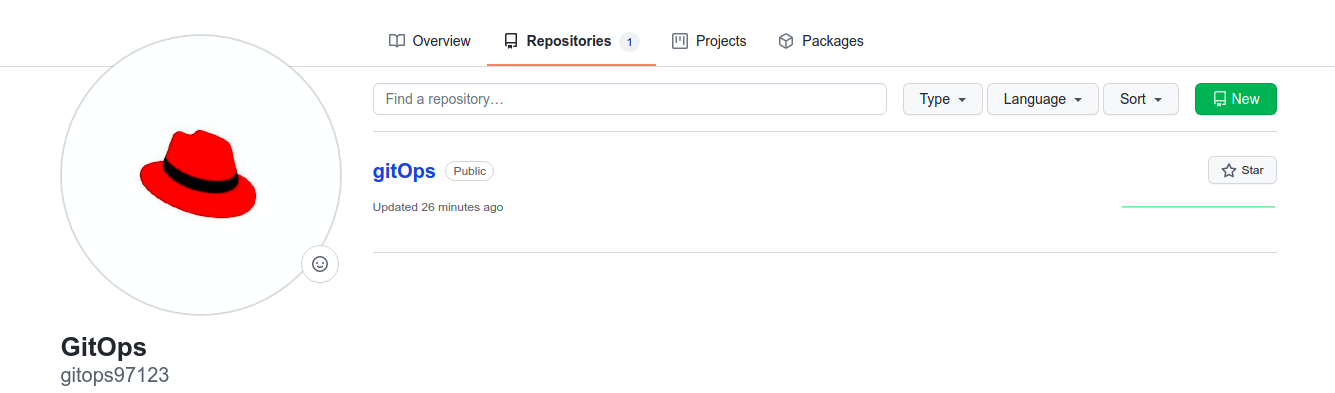 Overview Repositories 1 Projects Packages
Find a repository… Type Language Sort New
gitOps Public Star
Updated 26 minutes ago
GitOps
gitops97123